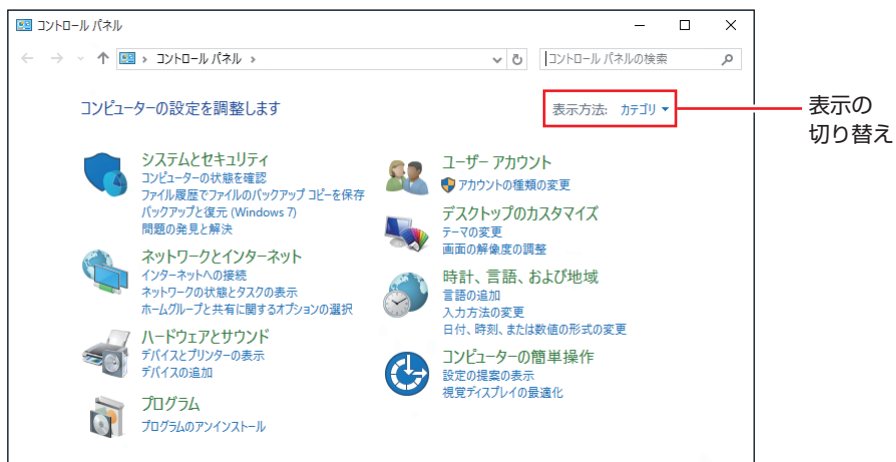 コントロール パネル
コントロール パネル
コントロール パネルの検索
コンピューターの設定を調整します
表示方法: カテゴリ
表示の
切り替え
システムとセキュリティ
コンピューターの状態を確認
ファイル履歴でファイルのバックアップ コピーを保存
バックアップと復元 (Windows 7)
問題の発見と解決
ネットワークとインターネット
インターネットへの接続
ネットワークの状態とタスクの表示
ホームグループと共有に関するオプションの選択
ハードウェアとサウンド
デバイスとプリンターの表示
デバイスの追加
プログラム
プログラムのアンインストール
ユーザー アカウント
アカウントの種類の変更
デスクトップのカスタマイズ
テーマの変更
画面の解像度の調整
時計、言語、および地域
言語の追加
入力方法の変更
日付、時刻、または数値の形式の変更
コンピューターの簡単操作
設定の提案の表示
視覚ディスプレイの最適化